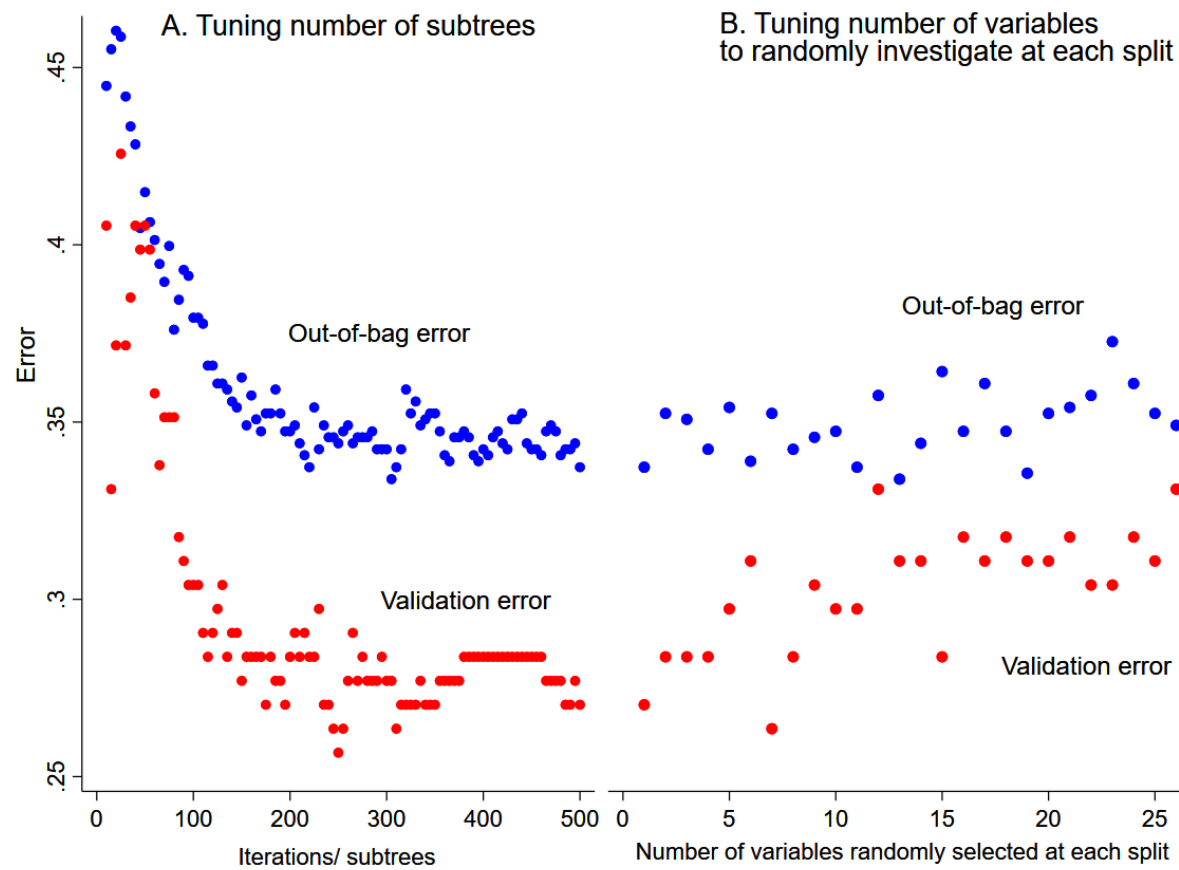 A. Tuning number of subtrees
B. Tuning number of variables
to randomly investigate at each split
Error
.45
.4
.35
.3
.25
Out-of-bag error
Validation error
Out-of-bag error
Validation error
0 100 200 300 400 500
0 5 10 15 20 25
Iterations/ subtrees
Number of variables randomly selected at each split